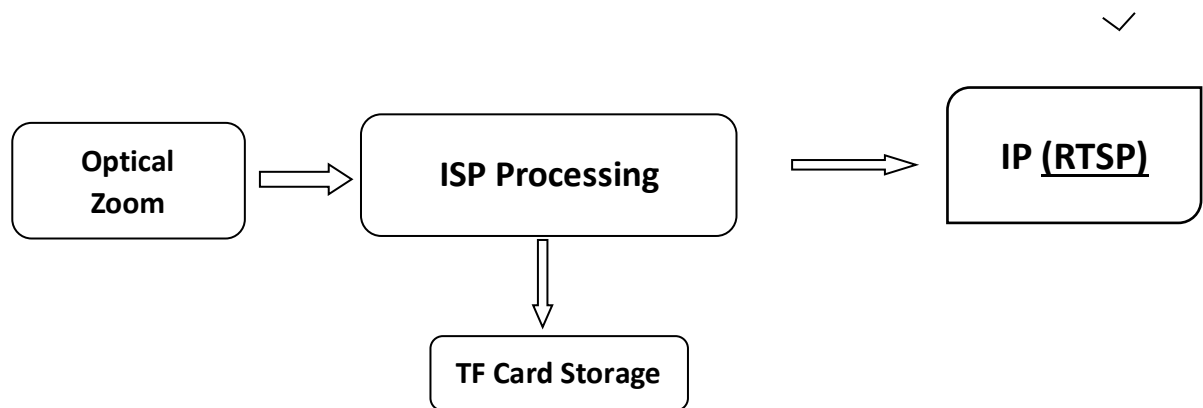 Optical
Zoom
ISP Processing
IP (RTSP)
TF Card Storage